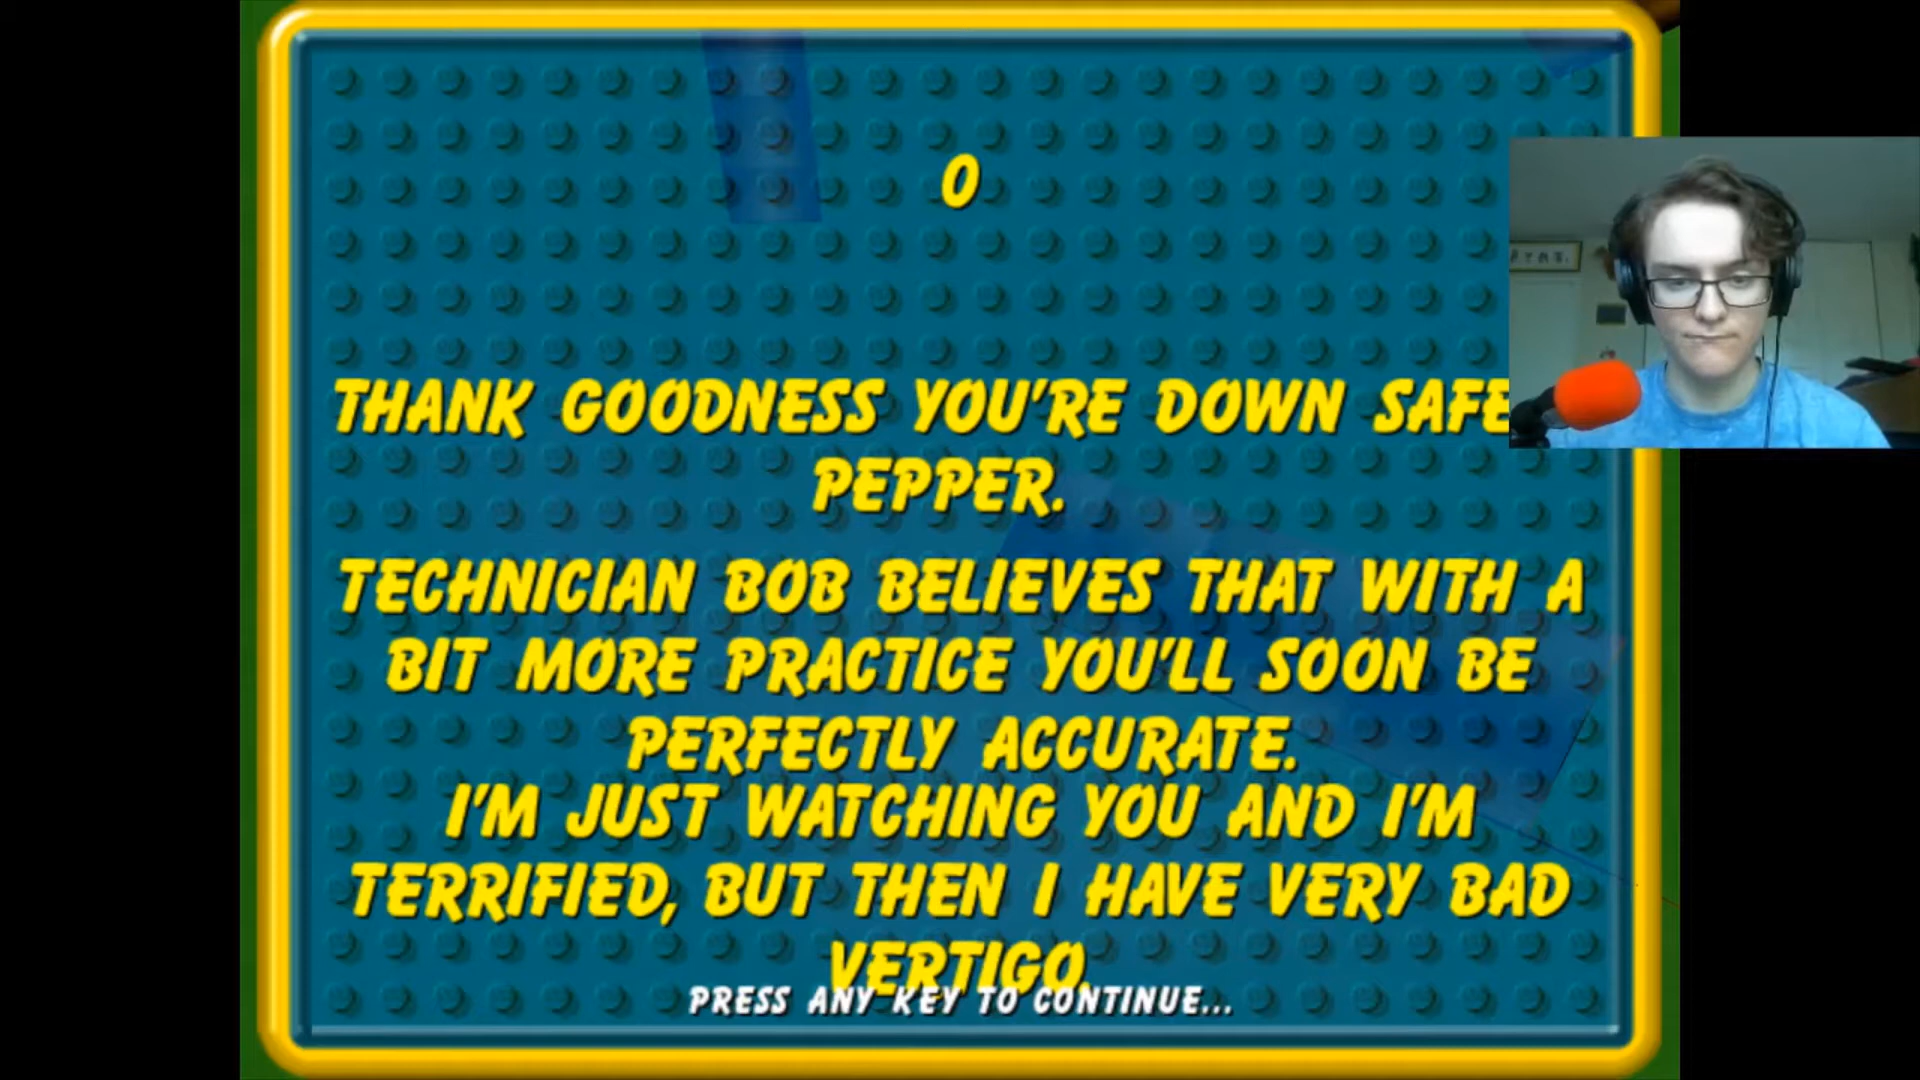 0
THANK GOODNESS YOU'RE DOWN SAFE
PEPPER.
TECHNICIAN BOB BELIEVES THAT WITH A
BIT MORE PRACTICE YOU'LL SOON BE
PERFECTLY ACCURATE.
I'M JUST WATCHING YOU AND I'M
TERRIFIED, BUT THEN I HAVE VERY BAD
VERTIGO.
PRESS ANY KEY TO CONTINUE...